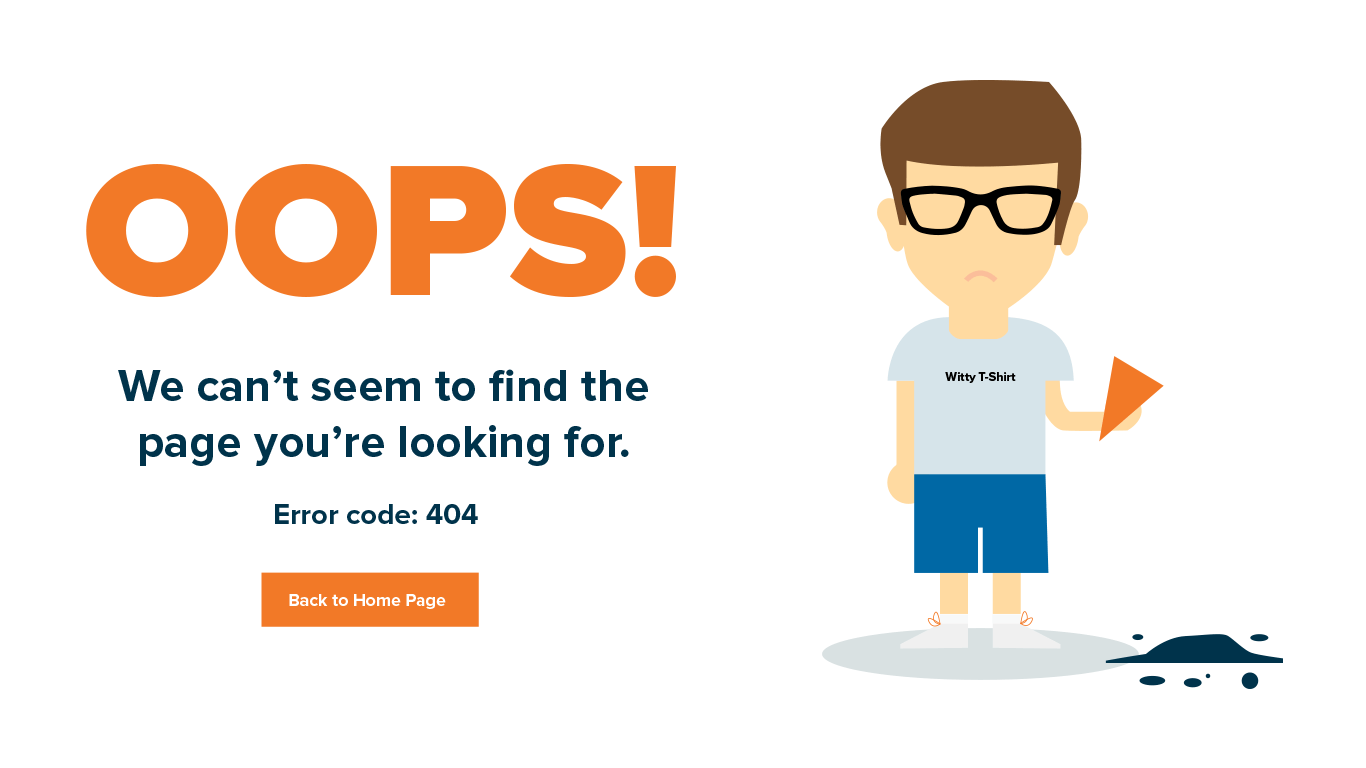 OOPS!
We can’t seem to find the
page you’re looking for.
Error code: 404
Back to Home Page
Witty T-Shirt